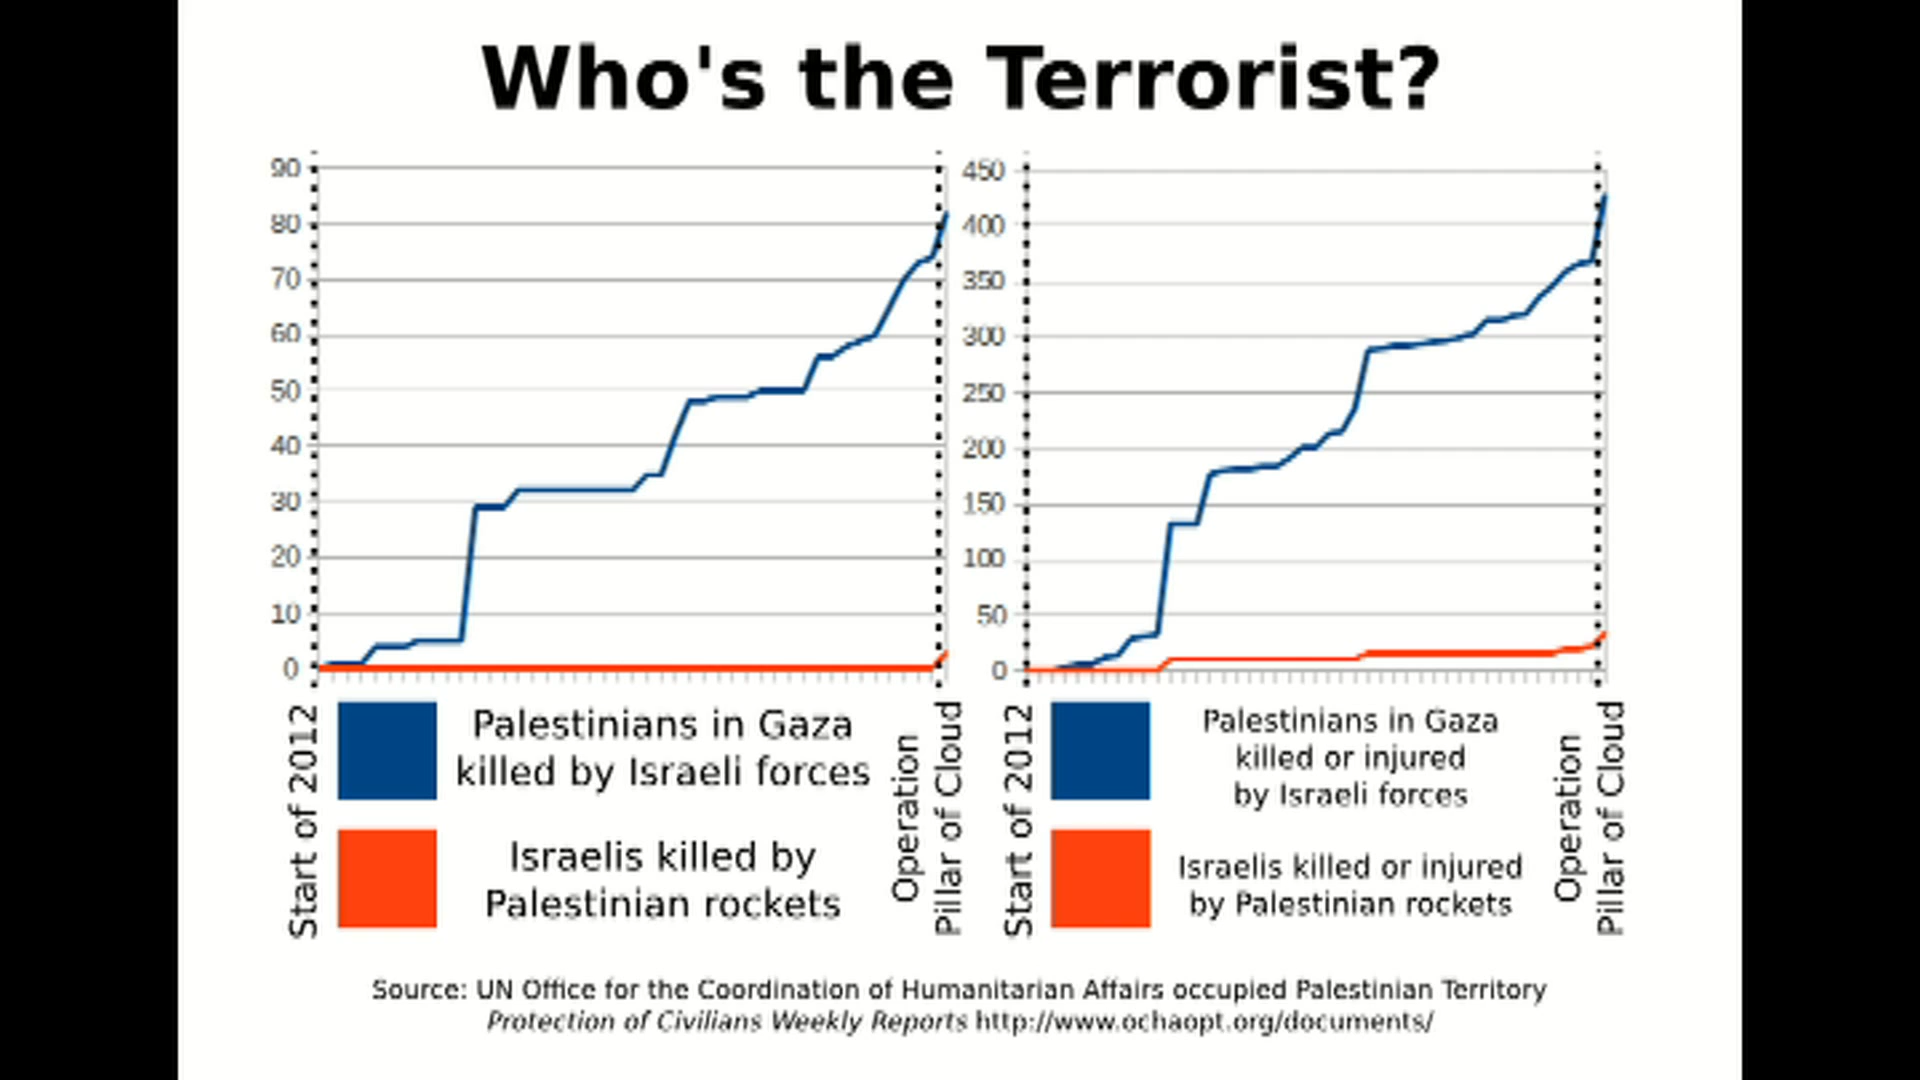 Who's the Terrorist?
90
80
70
60
50
40
30
20
10
0
450
400
350
300
250
200
150
100
50
0
Start of 2012
Palestinians in Gaza
killed by Israeli forces
Israelis killed by
Palestinian rockets
Operation
Pillar of Cloud
Start of 2012
Palestinians in Gaza
killed or injured
by Israeli forces
Israelis killed or injured
by Palestinian rockets
Operation
Pillar of Cloud
Source: UN Office for the Coordination of Humanitarian Affairs occupied Palestinian Territory
Protection of Civilians Weekly Reports http://www.ochaopt.org/documents/